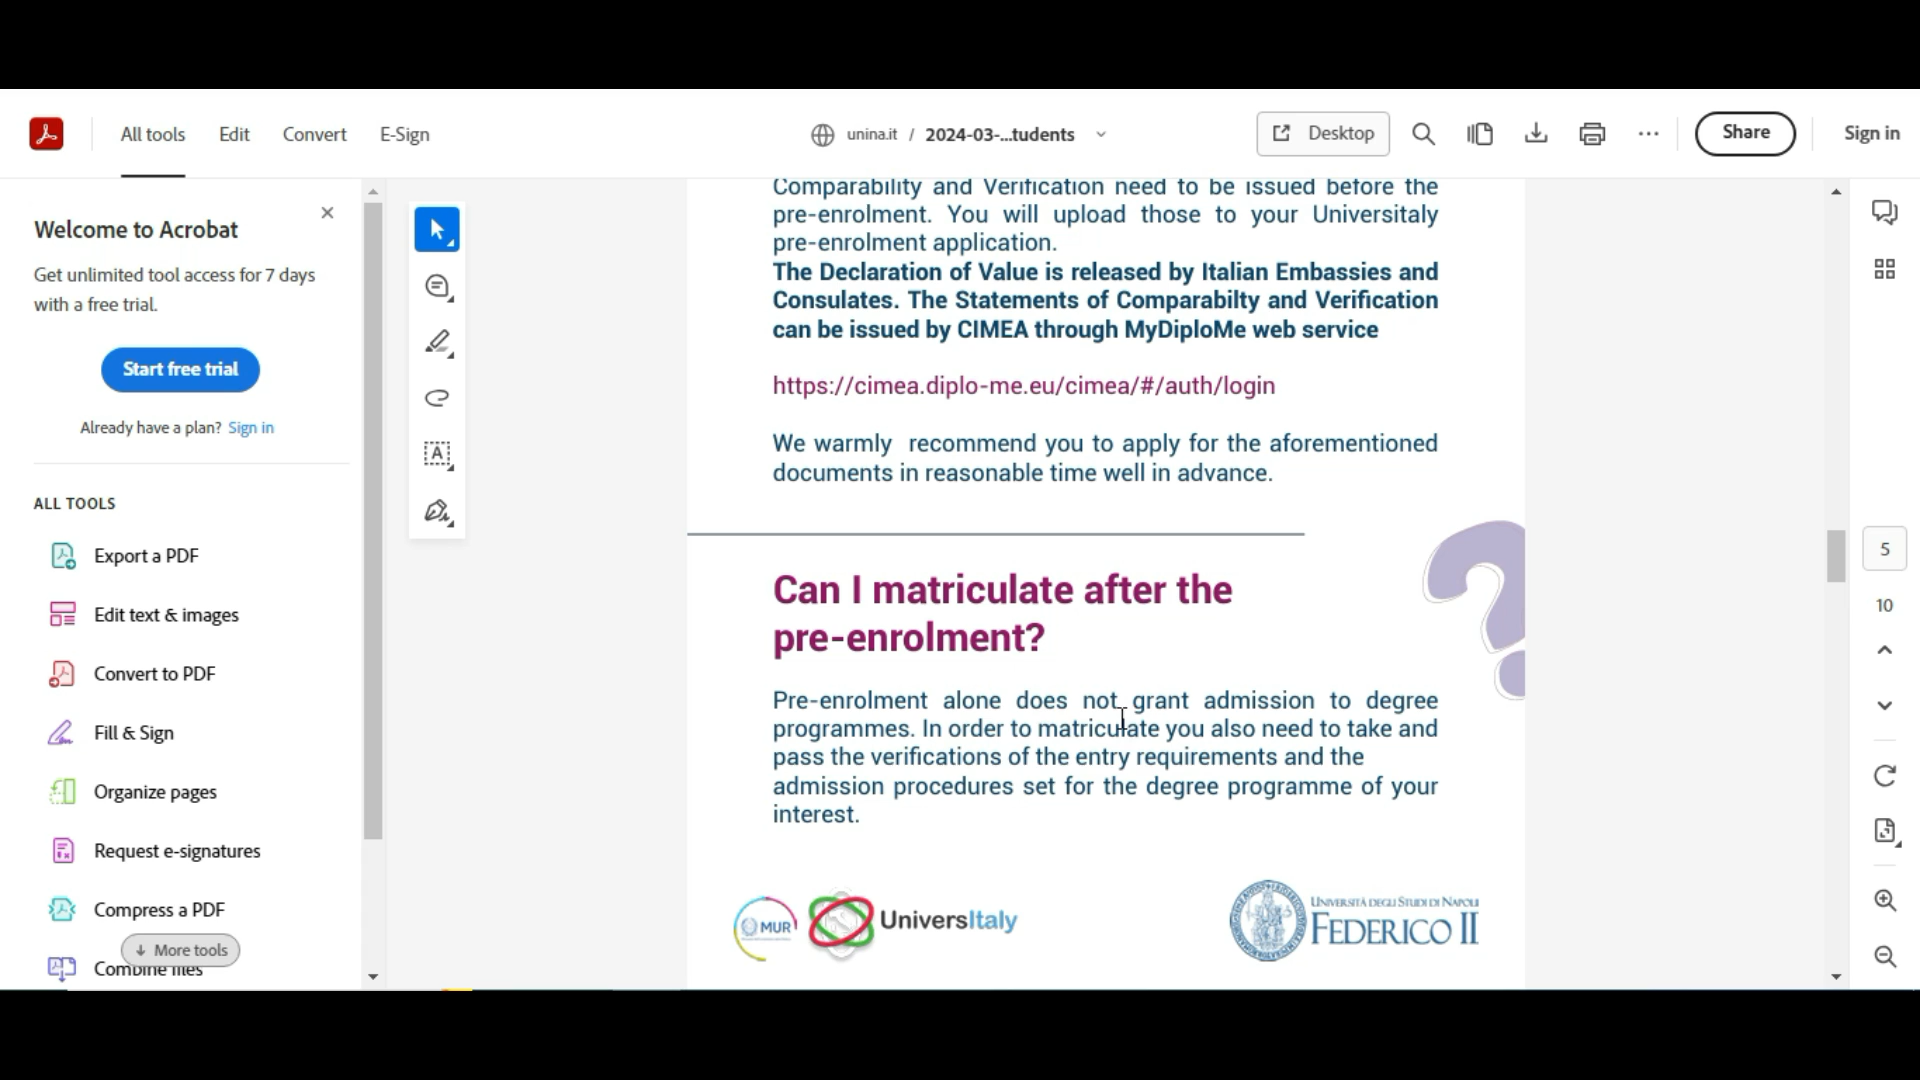 All tools
Edit
Convert
E-Sign
unina.it / 2024-03-...tudents
Desktop
Share
Sign in
Welcome to Acrobat
Get unlimited tool access for 7 days
with a free trial.
Start free trial
Already have a plan? Sign in
ALL TOOLS
Export a PDF
Edit text & images
Convert to PDF
Fill & Sign
Organize pages
Request e-signatures
Compress a PDF
More tools
Combine files
Comparability and Verification need to be issued before the
pre-enrolment. You will upload those to your Universitaly
pre-enrolment application.
The Declaration of Value is released by Italian Embassies and
Consulates. The Statements of Comparabilty and Verification
can be issued by CIMEA through MyDiploMe web service
https://cimea.diplo-me.eu/cimea/#/auth/login
We warmly recommend you to apply for the aforementioned
documents in reasonable time well in advance.
Can I matriculate after the
pre-enrolment?
Pre-enrolment alone does not grant admission to degree
programmes. In order to matriculate you also need to take and
pass the verifications of the entry requirements and the
admission procedures set for the degree programme of your
interest.
MUR
UniversItaly
UNIVERSITÀ DEGLI STUDI DI NAPOLI
FEDERICO II
5
10